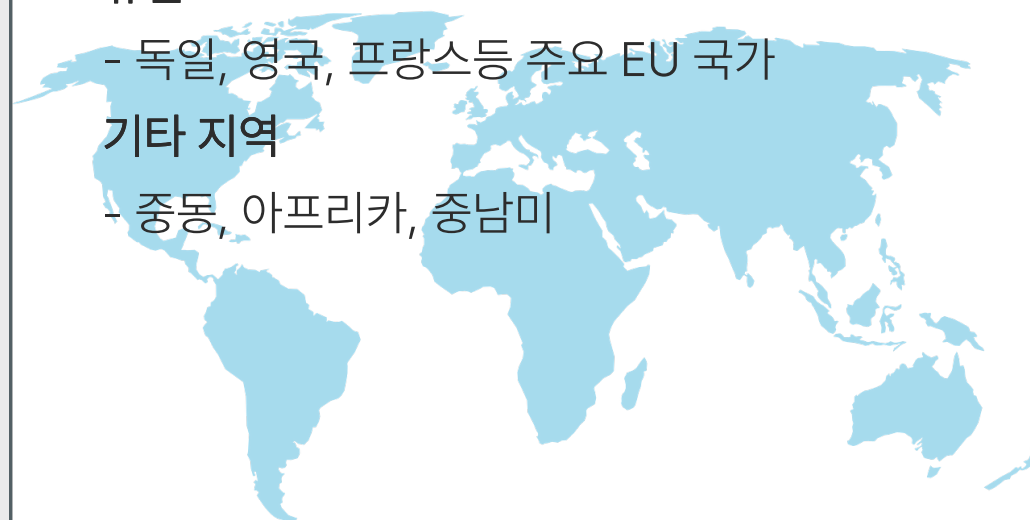 - 독일, 영국, 프랑스등 주요 EU 국가
기타 지역
- 중동, 아프리카, 중남미